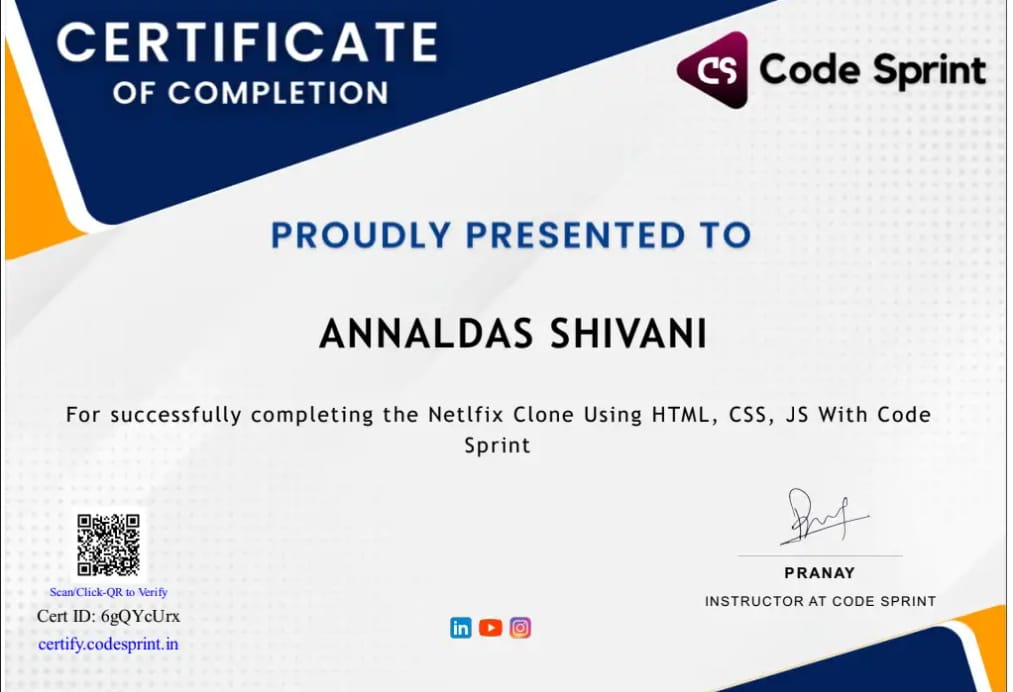 CERTIFICATE
OF COMPLETION
CS Code Sprint
PROUDLY PRESENTED TO
ANNALDAS SHIVANI
For successfully completing the Netlfix Clone Using HTML, CSS, JS With Code
Sprint
Scan/Click-QR to Verify
Cert ID: 6gQYcUrx
certify.codesprint.in
in
PRANAY
INSTRUCTOR AT CODE SPRINT